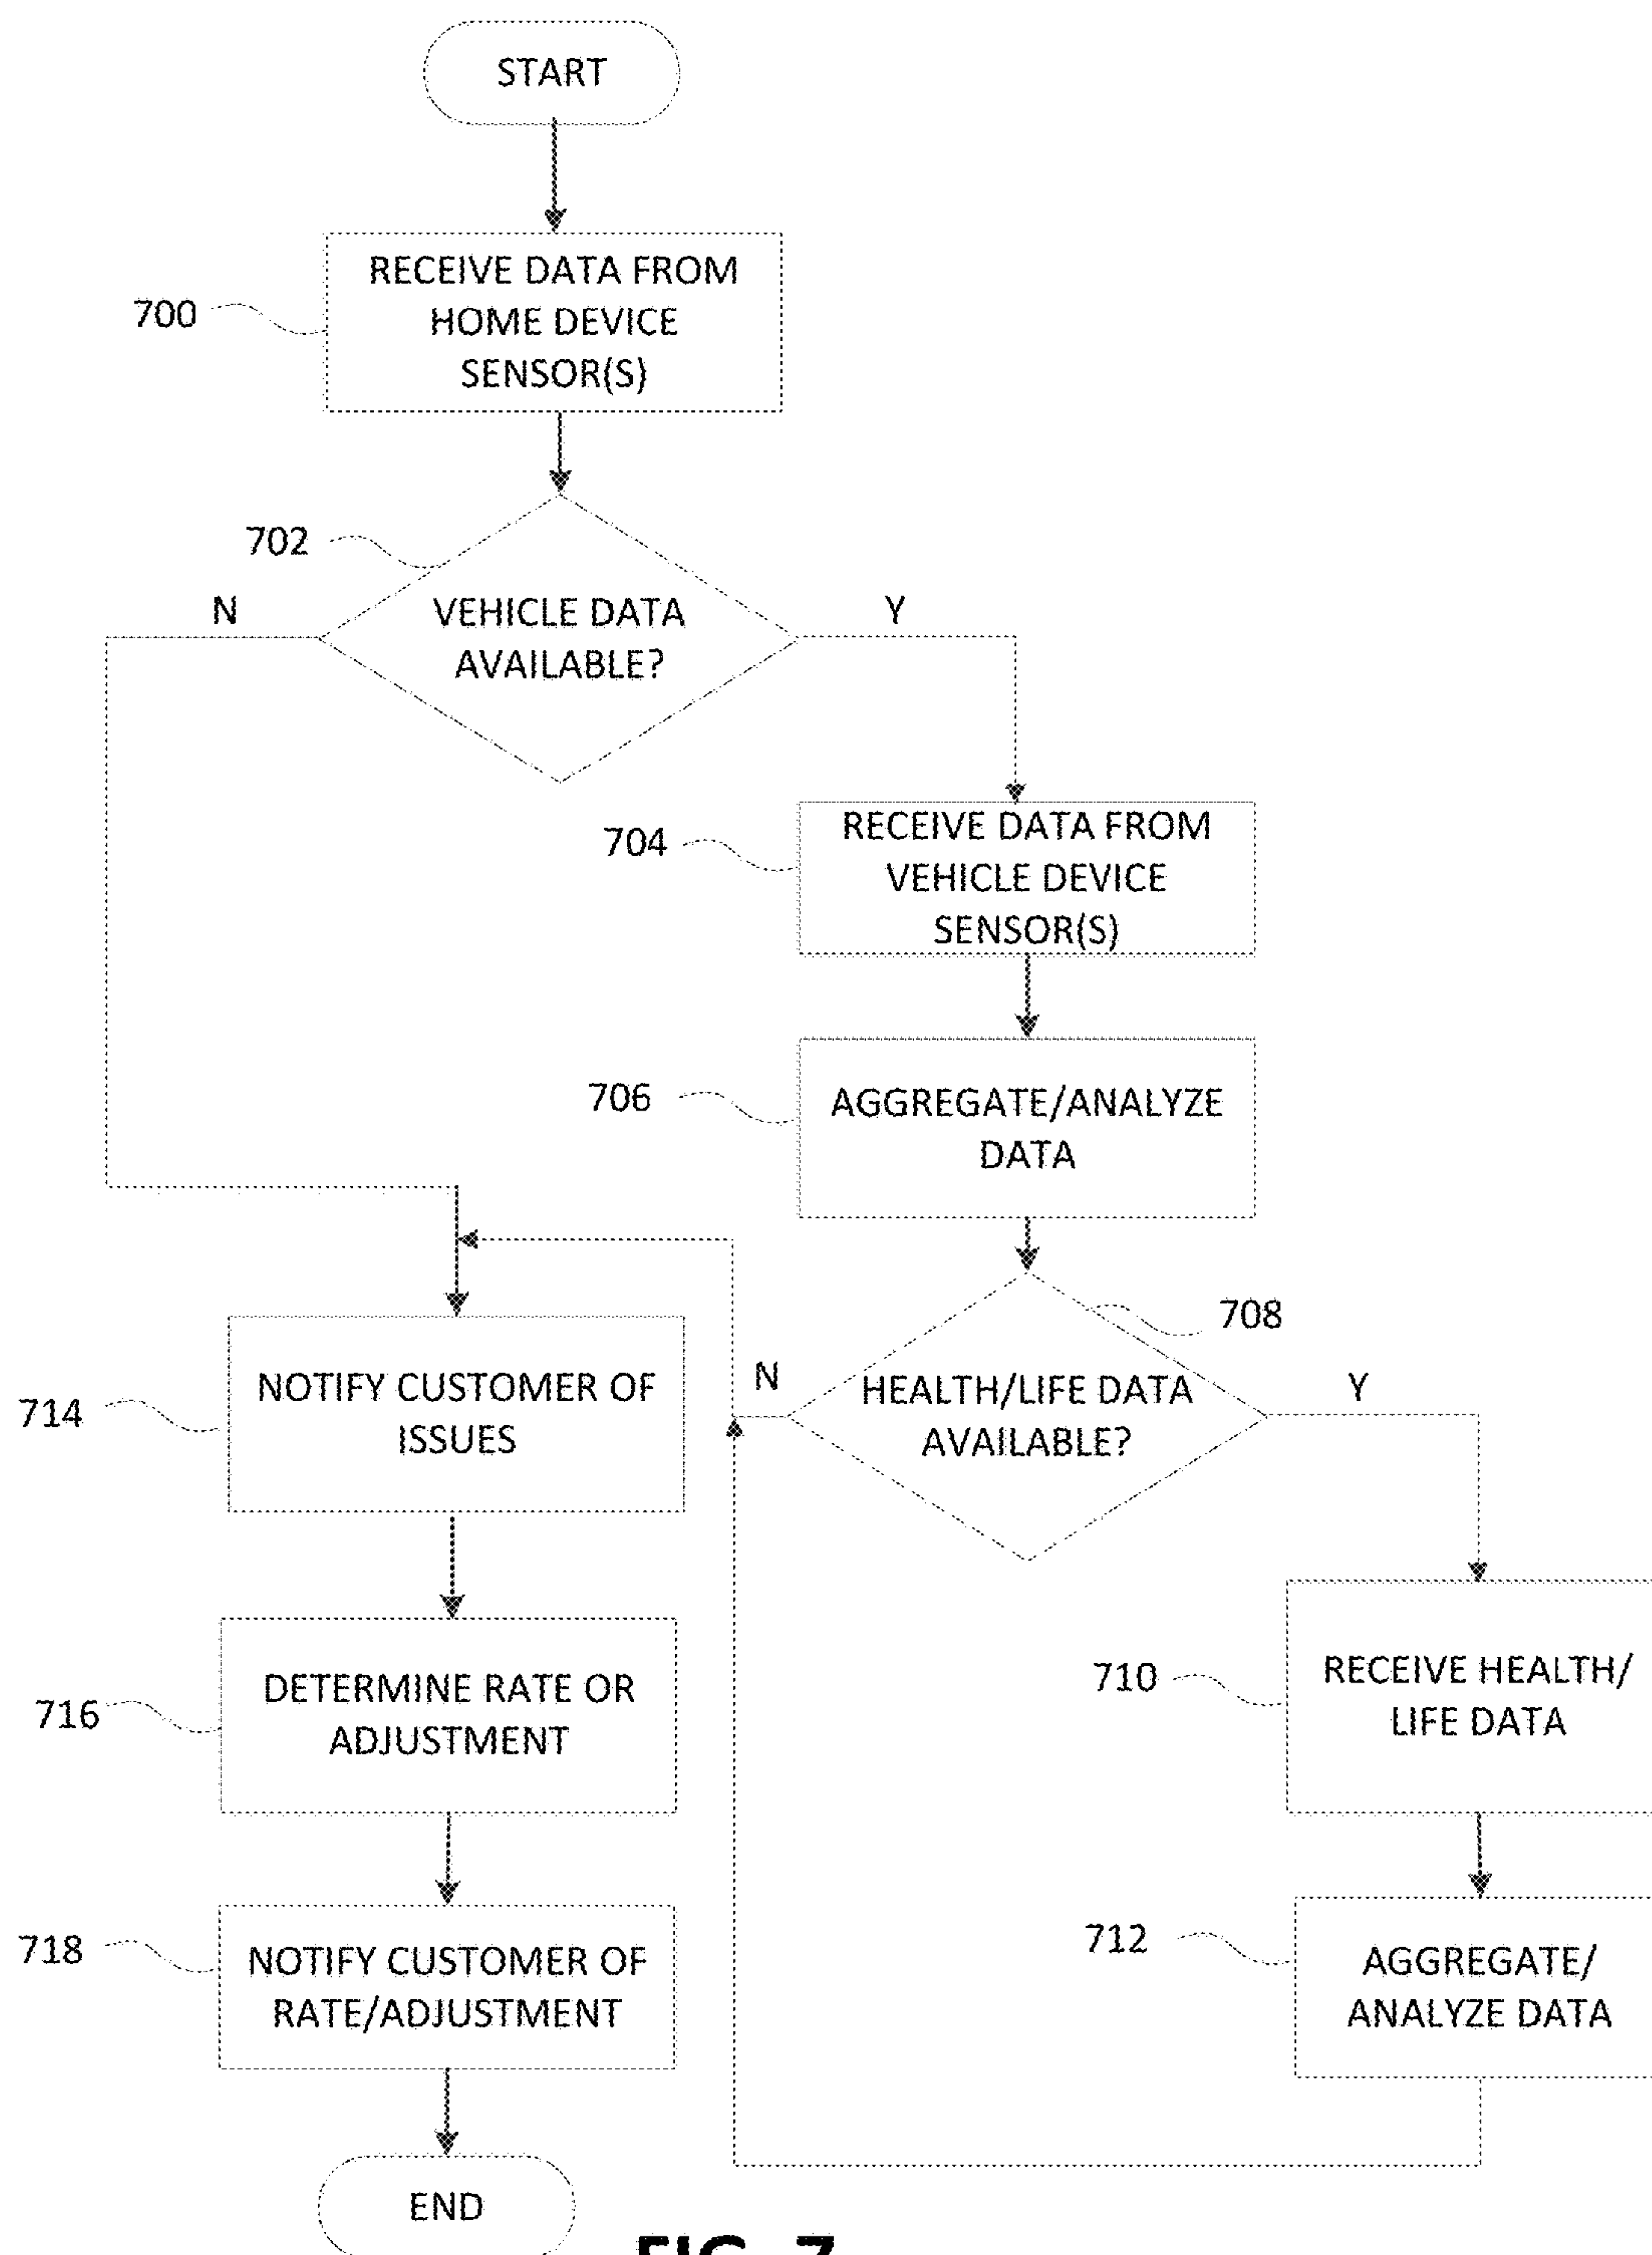 START
700
RECEIVE DATA FROM
HOME DEVICE
SENSOR(S)
702
N
VEHICLE DATA
AVAILABLE?
Y
704
RECEIVE DATA FROM
VEHICLE DEVICE
SENSOR(S)
706
AGGREGATE/ANALYZE
DATA
708
N
HEALTH/LIFE DATA
AVAILABLE?
Y
714
NOTIFY CUSTOMER OF
ISSUES
710
RECEIVE HEALTH/
LIFE DATA
716
DETERMINE RATE OR
ADJUSTMENT
712
AGGREGATE/
ANALYZE DATA
718
NOTIFY CUSTOMER OF
RATE/ADJUSTMENT
END
FIG. 7